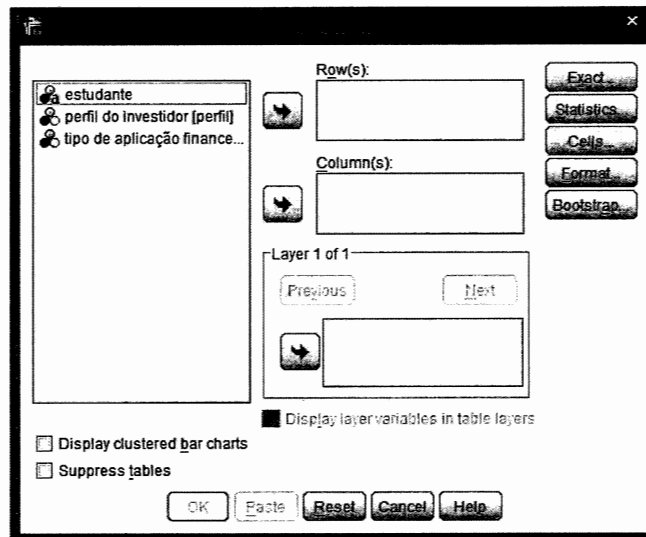 estudante
perfil do investidor [perfil]
tipo de aplicação finance...
Row(s):
Column(s):
Layer 1 of 1
Previous
Next
Display layer variables in table layers
Exact...
Statistics...
Cells...
Format...
Bootstrap...
Display clustered bar charts
Suppress tables
OK
Paste
Reset
Cancel
Help